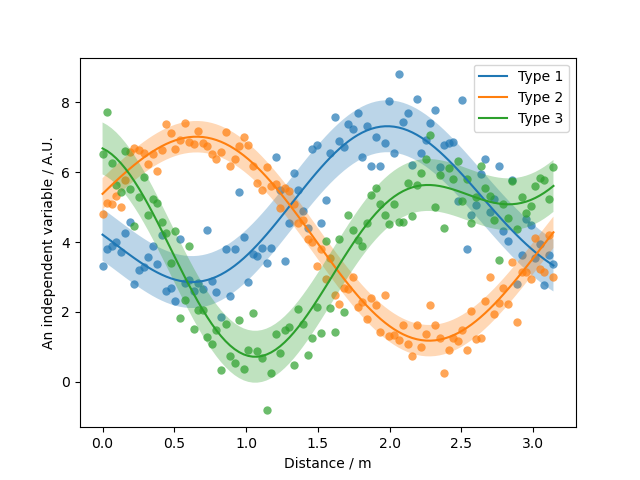 Type 1
Type 2
Type 3
An independent variable / A.U.
8
6
4
2
0
0.0 0.5 1.0 1.5 2.0 2.5 3.0
Distance / m